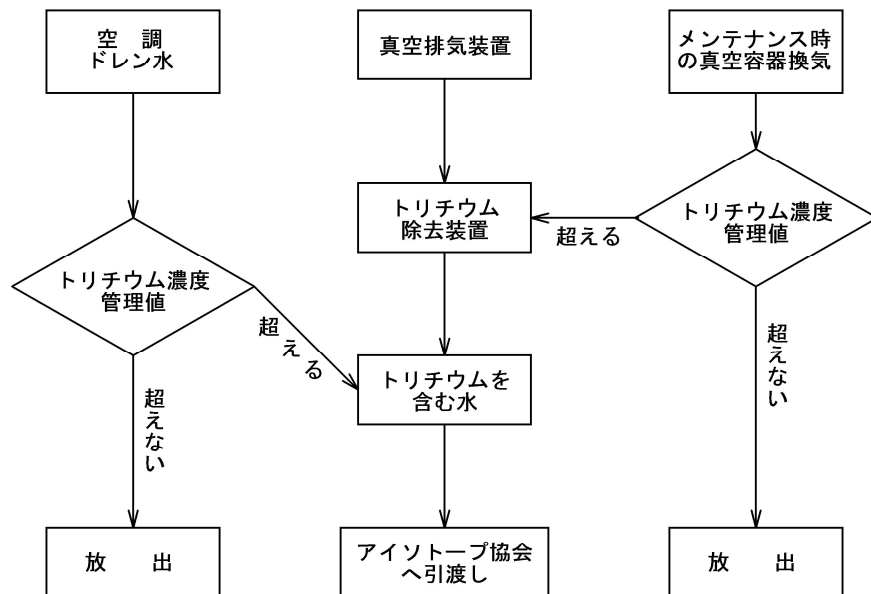 空　調
ドレン水
真空排気装置
メンテナンス時
の真空容器換気
トリチウム
除去装置
超える
トリチウム濃度
管理値
トリチウム濃度
管理値
超える
超えない
トリチウムを
含む水
超えない
放　出
アイソトープ協会
へ引渡し
放　出